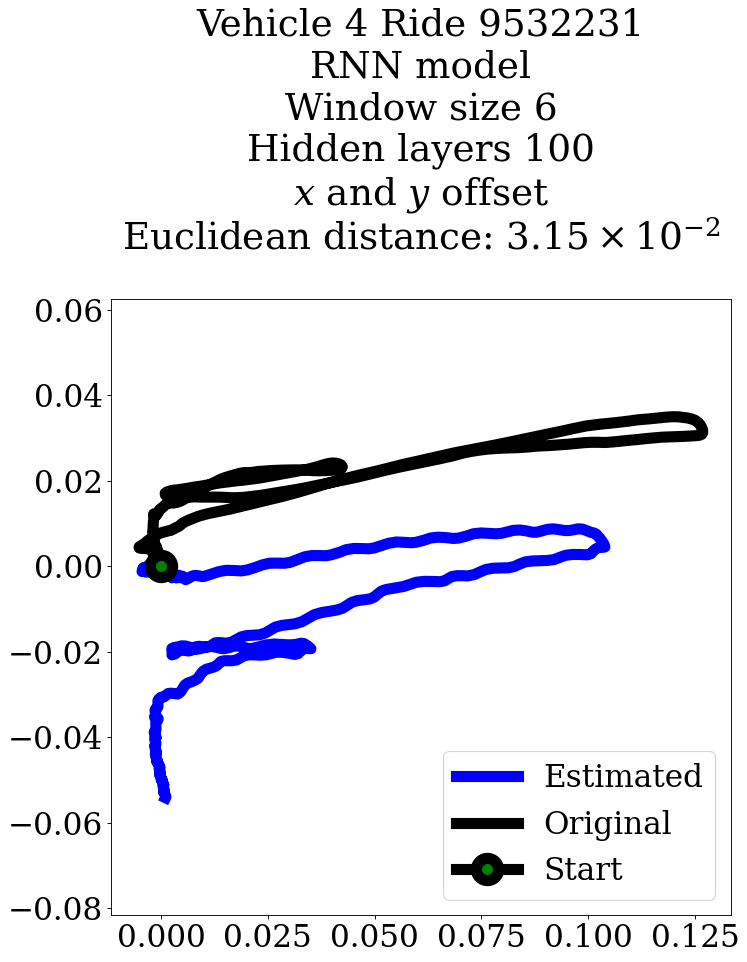 Vehicle 4 Ride 9532231
RNN model
Window size 6
Hidden layers 100
x and y offset
Euclidean distance: 3.15 × 10⁻²
0.06
0.04
0.02
0.00
−0.02
−0.04
−0.06
−0.08
Estimated
Original
Start
0.000 0.025 0.050 0.075 0.100 0.125